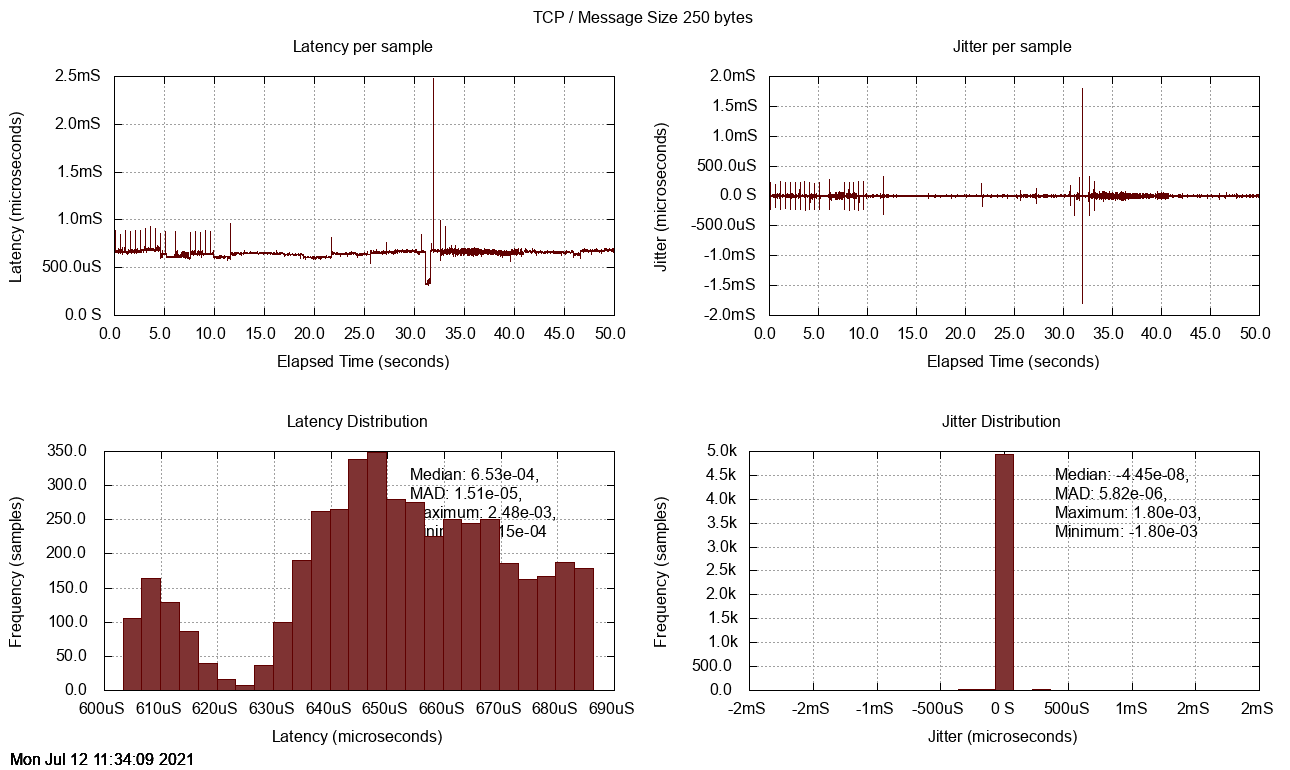 TCP / Message Size 250 bytes
Latency per sample
2.5mS
2.0mS
1.5mS
1.0mS
500.0uS
0.0 S
Latency (microseconds)
0.0 5.0 10.0 15.0 20.0 25.0 30.0 35.0 40.0 45.0 50.0
Elapsed Time (seconds)
Jitter per sample
2.0mS
1.5mS
1.0mS
500.0uS
0.0 S
-500.0uS
-1.0mS
-1.5mS
-2.0mS
Jitter (microseconds)
0.0 5.0 10.0 15.0 20.0 25.0 30.0 35.0 40.0 45.0 50.0
Elapsed Time (seconds)
Latency Distribution
350.0
300.0
250.0
200.0
150.0
100.0
50.0
0.0
Frequency (samples)
Median: 6.53e-04,
MAD: 1.51e-05,
2.48e-03,
600uS 610uS 620uS 630uS 640uS 650uS 660uS 670uS 680uS 690uS
Latency (microseconds)
Jitter Distribution
5.0k
4.5k
4.0k
3.5k
3.0k
2.5k
2.0k
1.5k
1.0k
500.0
0.0
Frequency (samples)
Median: -4.45e-08,
MAD: 5.82e-06,
Maximum: 1.80e-03,
Minimum: -1.80e-03
-2mS -2mS -1mS -500uS 0 S 500uS 1mS 2mS 2mS
Jitter (microseconds)
Mon Jul 12 11:34:09 2021